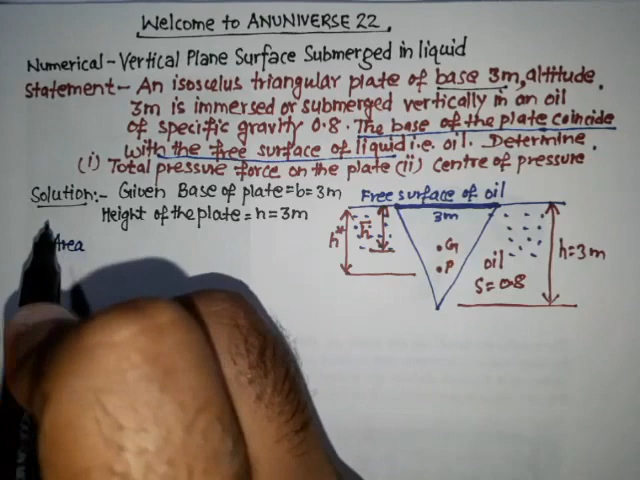 Welcome to ANUNIVERSE 22.
Numerical - Vertical Plane Surface Submerged in liquid
Statement - An isosculus triangular plate of base 3m, altitude
3m is immersed or submerged vertically in an oil
of specific gravity 0.8. The base of the plate coincide
with the free surface of liquid i.e. oil. Determine.
(i) Total pressure force on the plate (ii) Centre of pressure
Solution:- Given Base of plate = b = 3m
Height of the plate = h = 3m
Area
Free surface of oil
3m
h*
h̄
G
P
oil
S = 0.8
h = 3m